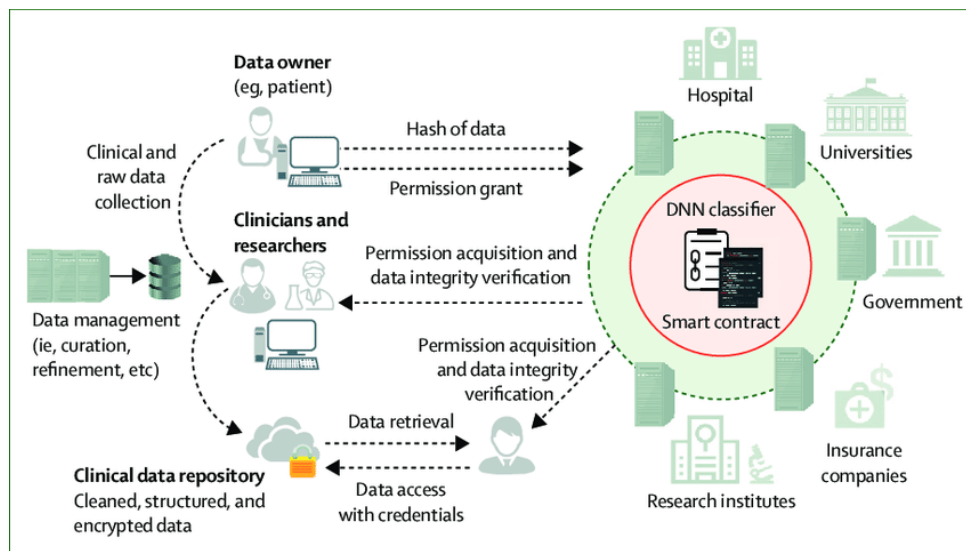 Data owner
(eg, patient)
Clinical and
raw data
collection
Hash of data
Permission grant
Clinicians and
researchers
Permission acquisition and
data integrity verification
Data management
(ie, curation,
refinement, etc)
Permission acquisition
and data integrity
verification
Data retrieval
Data access
with credentials
Clinical data repository
Cleaned, structured, and
encrypted data
Hospital
Universities
DNN classifier
Smart contract
Government
Insurance
companies
Research institutes